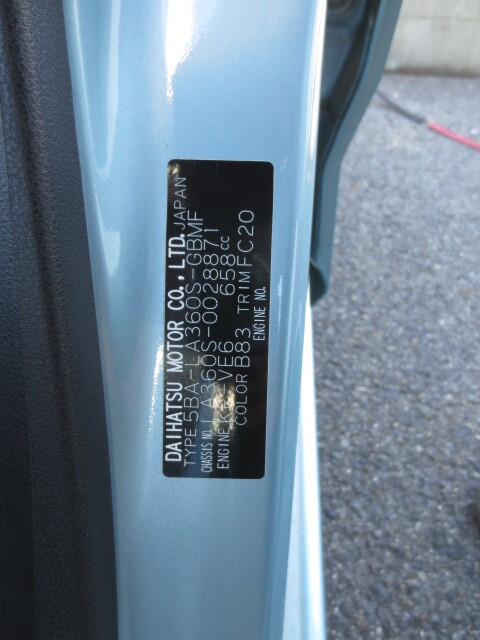 DAIHATSU MOTOR CO., LTD. JAPAN
TYPE 5BA-LA360S-GBMF
CHASSIS NO. LA360S-0028871
ENGINE KF-VE6 658cc
COLOR B83 TRIM FC20
ENGINE NO.